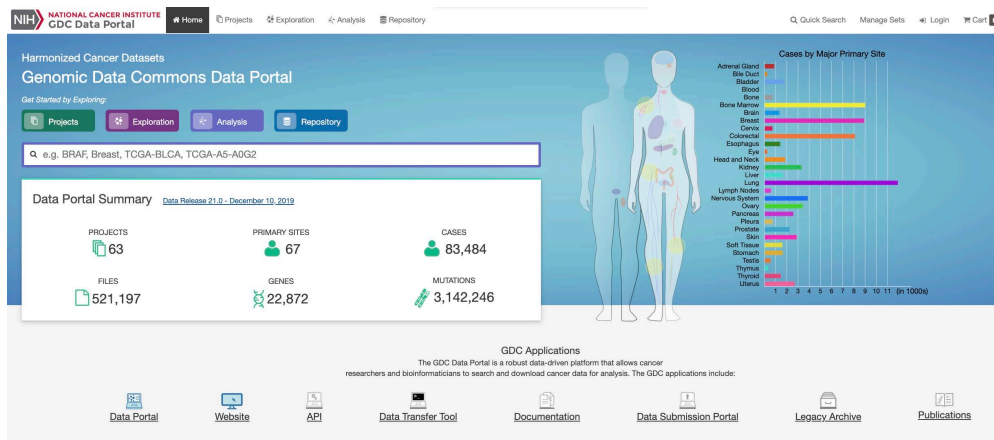 NIH NATIONAL CANCER INSTITUTE
GDC Data Portal
Home
Projects
Exploration
Analysis
Repository
Quick Search
Manage Sets
Login
Cart
Harmonized Cancer Datasets
Genomic Data Commons Data Portal
Get Started by Exploring:
Projects
Exploration
Analysis
Repository
e.g. BRAF, Breast, TCGA-BLCA, TCGA-A5-A0G2
Data Portal Summary Data Release 21.0 - December 10, 2019
PROJECTS
63
PRIMARY SITES
67
CASES
83,484
FILES
521,197
GENES
22,872
MUTATIONS
3,142,246
Cases by Major Primary Site
Adrenal Gland
Bile Duct
Bladder
Blood
Bone
Bone Marrow
Brain
Breast
Cervix
Colorectal
Esophagus
Eye
Head and Neck
Kidney
Liver
Lung
Lymph Nodes
Nervous System
Ovary
Pancreas
Pleura
Prostate
Skin
Soft Tissue
Stomach
Testis
Thymus
Thyroid
Uterus
1 2 3 4 5 6 7 8 9 10 11 (in 1000s)
GDC Applications
The GDC Data Portal is a robust data-driven platform that allows cancer
researchers and bioinformaticians to search and download cancer data for analysis. The GDC applications include:
Data Portal
Website
API
Data Transfer Tool
Documentation
Data Submission Portal
Legacy Archive
Publications